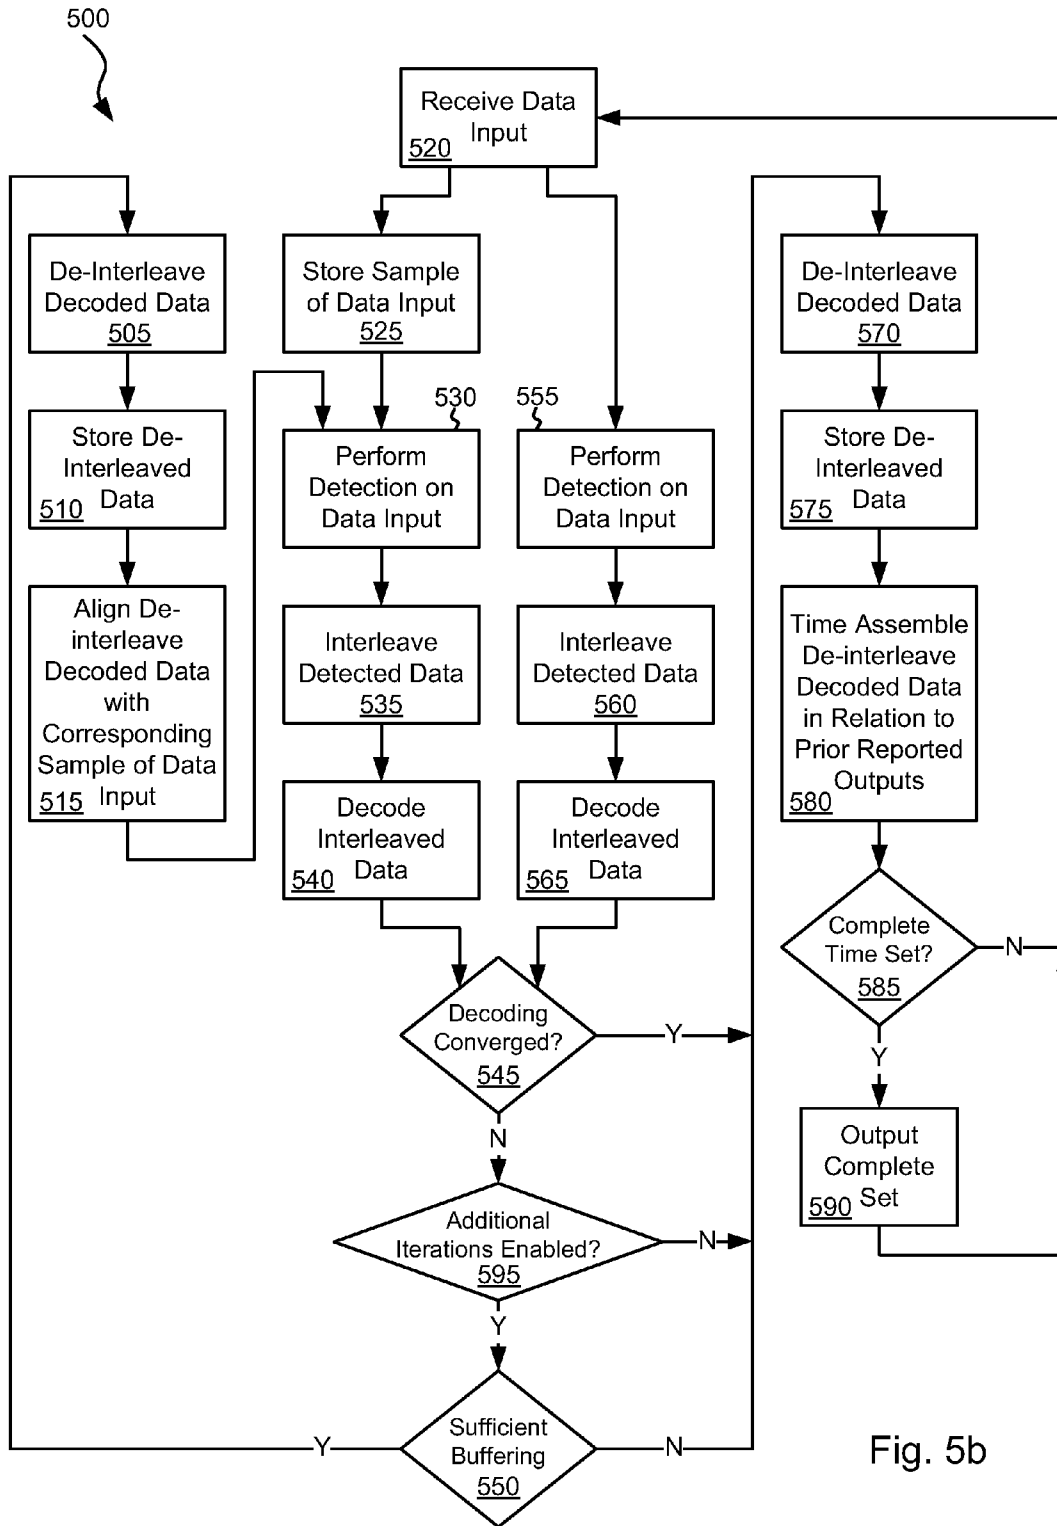 500
Receive Data
Input
520
De-Interleave
Decoded Data
505
Store Sample
of Data Input
525
De-Interleave
Decoded Data
570
530
555
Store De-
Interleaved
Data
510
Perform
Detection on
Data Input
Perform
Detection on
Data Input
Store De-
Interleaved
Data
575
Align De-
interleave
Decoded Data
with
Corresponding
Sample of Data
Input
515
Interleave
Detected Data
535
Interleave
Detected Data
560
Time Assemble
De-interleave
Decoded Data
in Relation to
Prior Reported
Outputs
580
Decode
Interleaved
Data
540
Decode
Interleaved
Data
565
Complete
Time Set?
585
N
Y
Decoding
Converged?
545
Y
N
Output
Complete
Set
590
Additional
Iterations Enabled?
595
N
Y
Sufficient
Buffering
550
Y
N
Fig. 5b